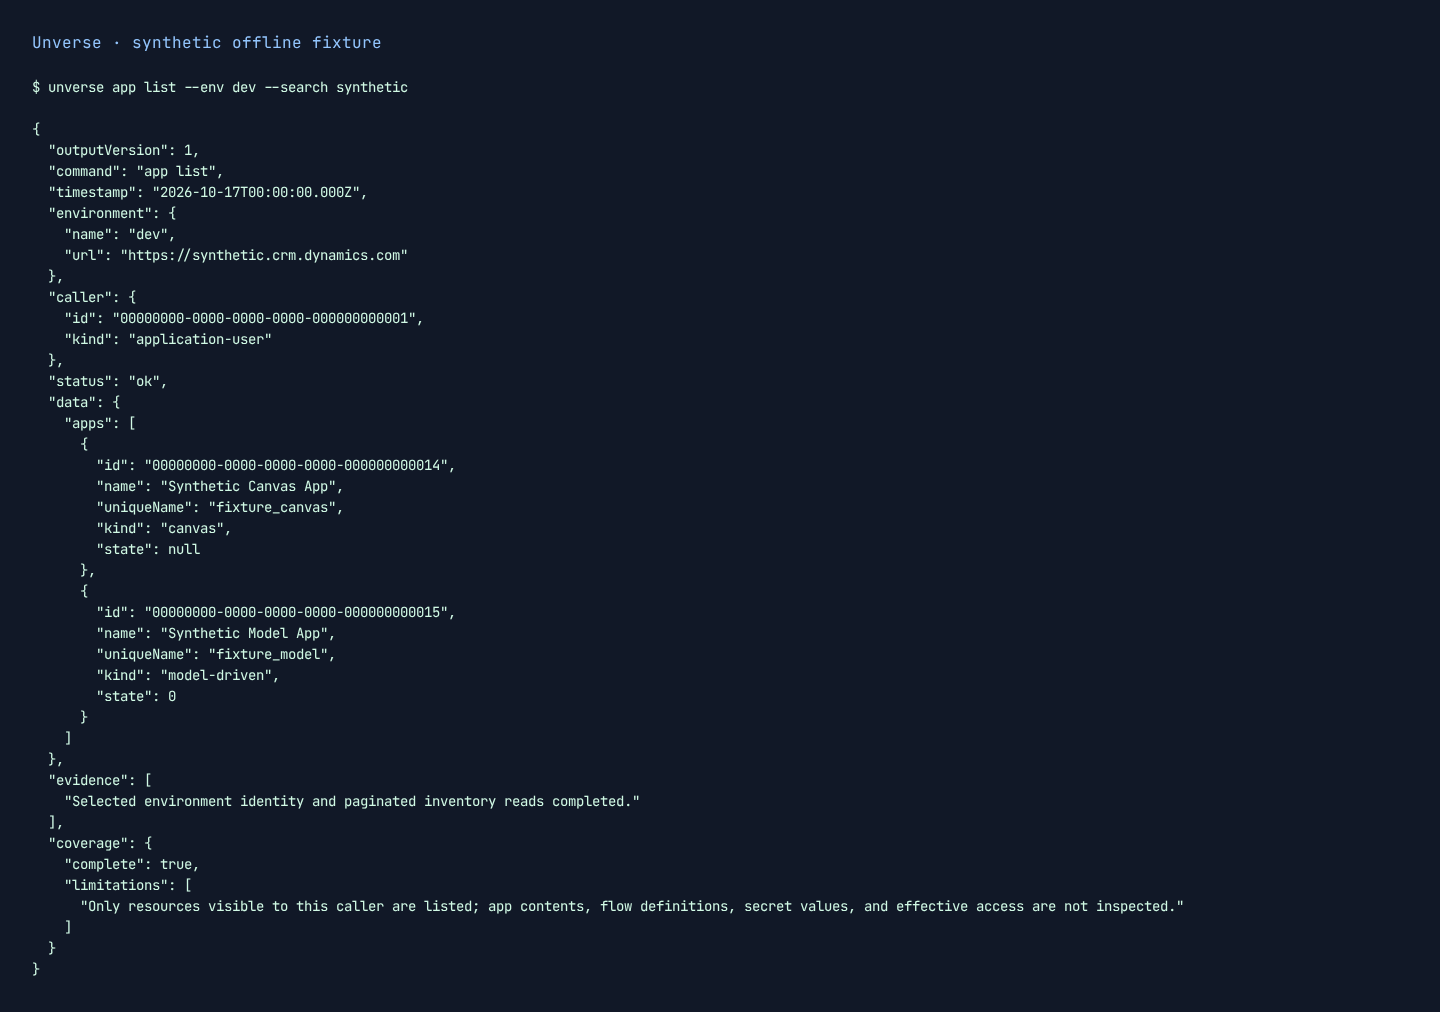 Unverse · synthetic offline fixture
$ unverse app list --env dev --search synthetic
{
  "outputVersion": 1,
  "command": "app list",
  "timestamp": "2026-10-17T00:00:00.000Z",
  "environment": {
    "name": "dev",
    "url": "https://synthetic.crm.dynamics.com"
  },
  "caller": {
    "id": "00000000-0000-0000-0000-000000000001",
    "kind": "application-user"
  },
  "status": "ok",
  "data": {
    "apps": [
      {
        "id": "00000000-0000-0000-0000-000000000014",
        "name": "Synthetic Canvas App",
        "uniqueName": "fixture_canvas",
        "kind": "canvas",
        "state": null
      },
      {
        "id": "00000000-0000-0000-0000-000000000015",
        "name": "Synthetic Model App",
        "uniqueName": "fixture_model",
        "kind": "model-driven",
        "state": 0
      }
    ]
  },
  "evidence": [
    "Selected environment identity and paginated inventory reads completed."
  ],
  "coverage": {
    "complete": true,
    "limitations": [
      "Only resources visible to this caller are listed; app contents, flow definitions, secret values, and effective access are not inspected."
    ]
  }
}